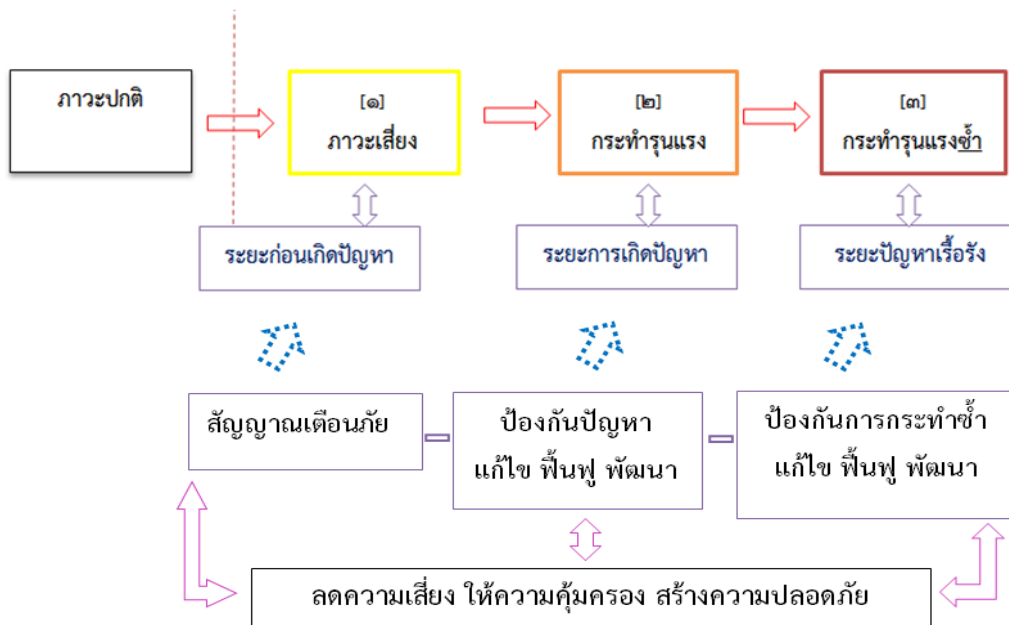 ภาวะปกติ
[๑]
ภาวะเสี่ยง
[๒]
กระทำรุนแรง
[๓]
กระทำรุนแรงซ้ำ
ระยะก่อนเกิดปัญหา
ระยะการเกิดปัญหา
ระยะปัญหาเรื้อรัง
สัญญาณเตือนภัย
ป้องกันปัญหา
แก้ไข ฟื้นฟู พัฒนา
ป้องกันการกระทำซ้ำ
แก้ไข ฟื้นฟู พัฒนา
ลดความเสี่ยง ให้ความคุ้มครอง สร้างความปลอดภัย